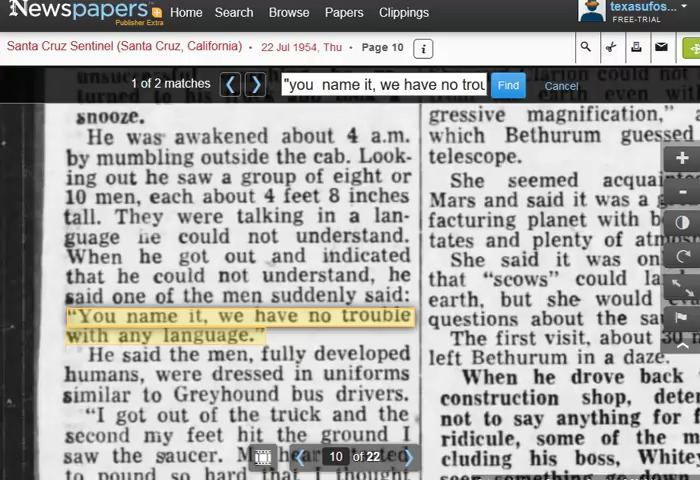 Newspapers
Publisher Extra
Home Search Browse Papers Clippings
texasufos...
FREE-TRIAL
Santa Cruz Sentinel (Santa Cruz, California) • 22 Jul 1954, Thu • Page 10
1 of 2 matches
"you name it, we have no trou
Find
Cancel
snooze.
He was awakened about 4 a.m.
by mumbling outside the cab. Look-
ing out he saw a group of eight or
10 men, each about 4 feet 8 inches
tall. They were talking in a lan-
guage he could not understand.
When he got out and indicated
that he could not understand, he
said one of the men suddenly said:
“You name it, we have no trouble
with any language.”
He said the men, fully developed
humans, were dressed in uniforms
similar to Greyhound bus drivers.
“I got out of the truck and the
second my feet hit the ground I
saw the saucer.
to pound so hard that I thought
gressive magnification,”
which Bethurum guessed
telescope.
She seemed
Mars and said it was a
facturing planet with
tates and plenty of
She said it was
that “scows” could
earth, but she would
questions about the
The first visit, about 30
left Bethurum in a daze.
When he drove back
construction shop,
not to say anything for
ridicule, some of the
cluding his boss,
10 of 22